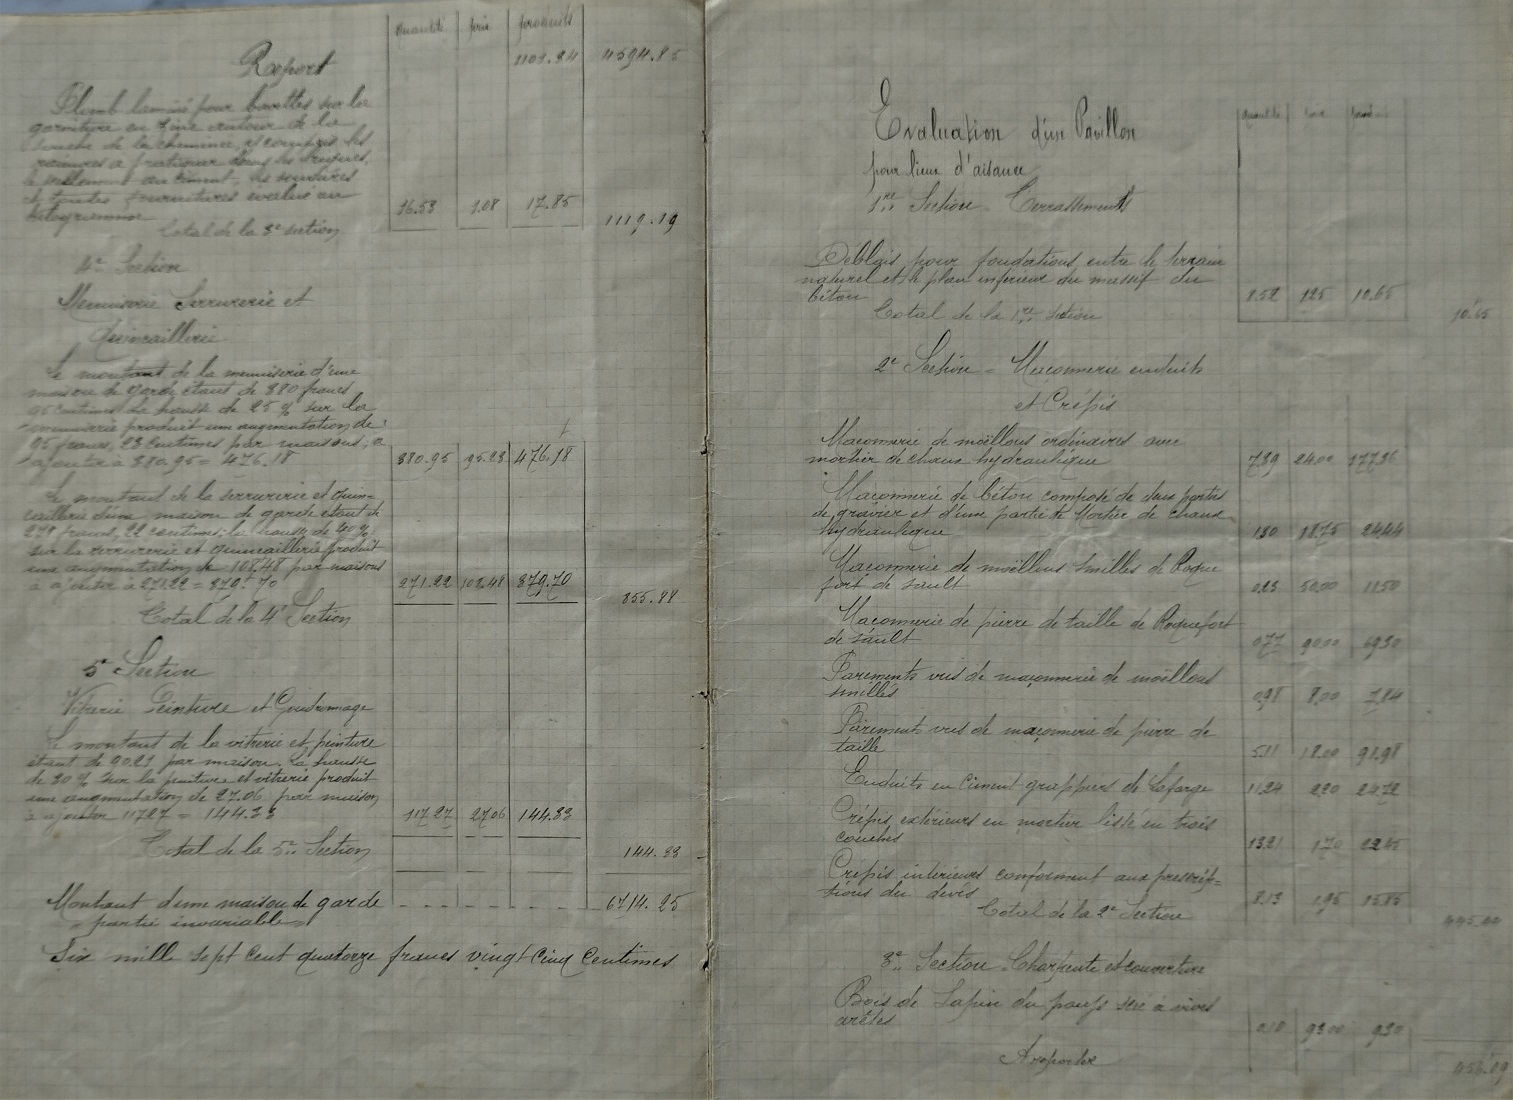 quantité prix produits
Report 1101.34 4594.85
Plomb laminé pour bavettes sur la
garniture en zinc autour de la
souche de la cheminée, y compris les
rainures à pratiquer dans les
le scellement au ciment, les soudures
et toutes fournitures évalué au
kilogramme 16.53 1.08 17.85
Total de la 3e section 1119.19
4e Section
Menuiserie Serrurerie et
Quincaillerie
Le montant de la menuiserie d'une
maison de garde étant de 380 francs
95 centimes la hausse de 25 % sur la
menuiserie produit une augmentation de
95 francs, 23 centimes par maison, à
ajouter à 380.95 = 476.18 380.95 95.23 476.18
Le montant de la serrurerie et quin-
caillerie d'une maison de garde étant de
271 francs, 22 centimes, la hausse de 40 %
sur la serrurerie et quincaillerie produit
une augmentation de 108.48 par maison
à ajouter à 271.22 = 379.70 271.22 108.48 379.70
855.88
Total de la 4e Section
5e Section
Vitrerie Peinture et Goudronnage
Le montant de la vitrerie et peinture
étant de 90.21 par maison. La hausse
de 30 % sur la peinture et vitrerie produit
une augmentation de 27.06 par maison
à ajouter 117.27 = 144.33 117.27 27.06 144.33
Total de la 5e Section 144.33
Montant d'une maison de garde 6714.25
partie invariable
Six mille sept cent quatorze francs vingt cinq centimes
quantité prix produit
Evaluation d'un Pavillon
pour lieux d'aisance
1re Section - Terrassements
Deblais pour fondations entre le terrain
naturel et le plan inférieur du massif du
béton 8.52 1.25 10.65
Total de la 1re section 10.65
2e Section = Maçonnerie enduits
et Crépis
Maçonnerie de moëllons ordinaires avec
mortier de chaux hydraulique 7.39 24.00 177.36
Maçonnerie de béton composé de deux parties
de gravier et d'une partie de Mortier de chaux
hydraulique 1.30 18.75 24.44
Maçonnerie de moëllons smillés de Roque
fort de Sault 0.23 50.00 11.50
Maçonnerie de pierre de taille de Roquefort
de Sault 0.77 90.00 69.30
Parements vus de maçonnerie de moëllons
smillés 0.98 8.00 7.84
Parements vus de maçonnerie de pierre de
taille 5.11 18.00 91.98
Enduits en Ciment grappiers de Lafarge 11.24 2.20 24.72
Crépis extérieurs en mortier lissé en trois
couches 13.21 1.70 22.45
Crépis intérieurs conforment aux prescrip=
tions du devis 8.13 1.95 15.85
Total de la 2e Section 445.44
3e Section Charpente et couverture
Bois de Sapin du pays scié à vives
arêtes 0.10 93.00 9.30
A reporter 456.09